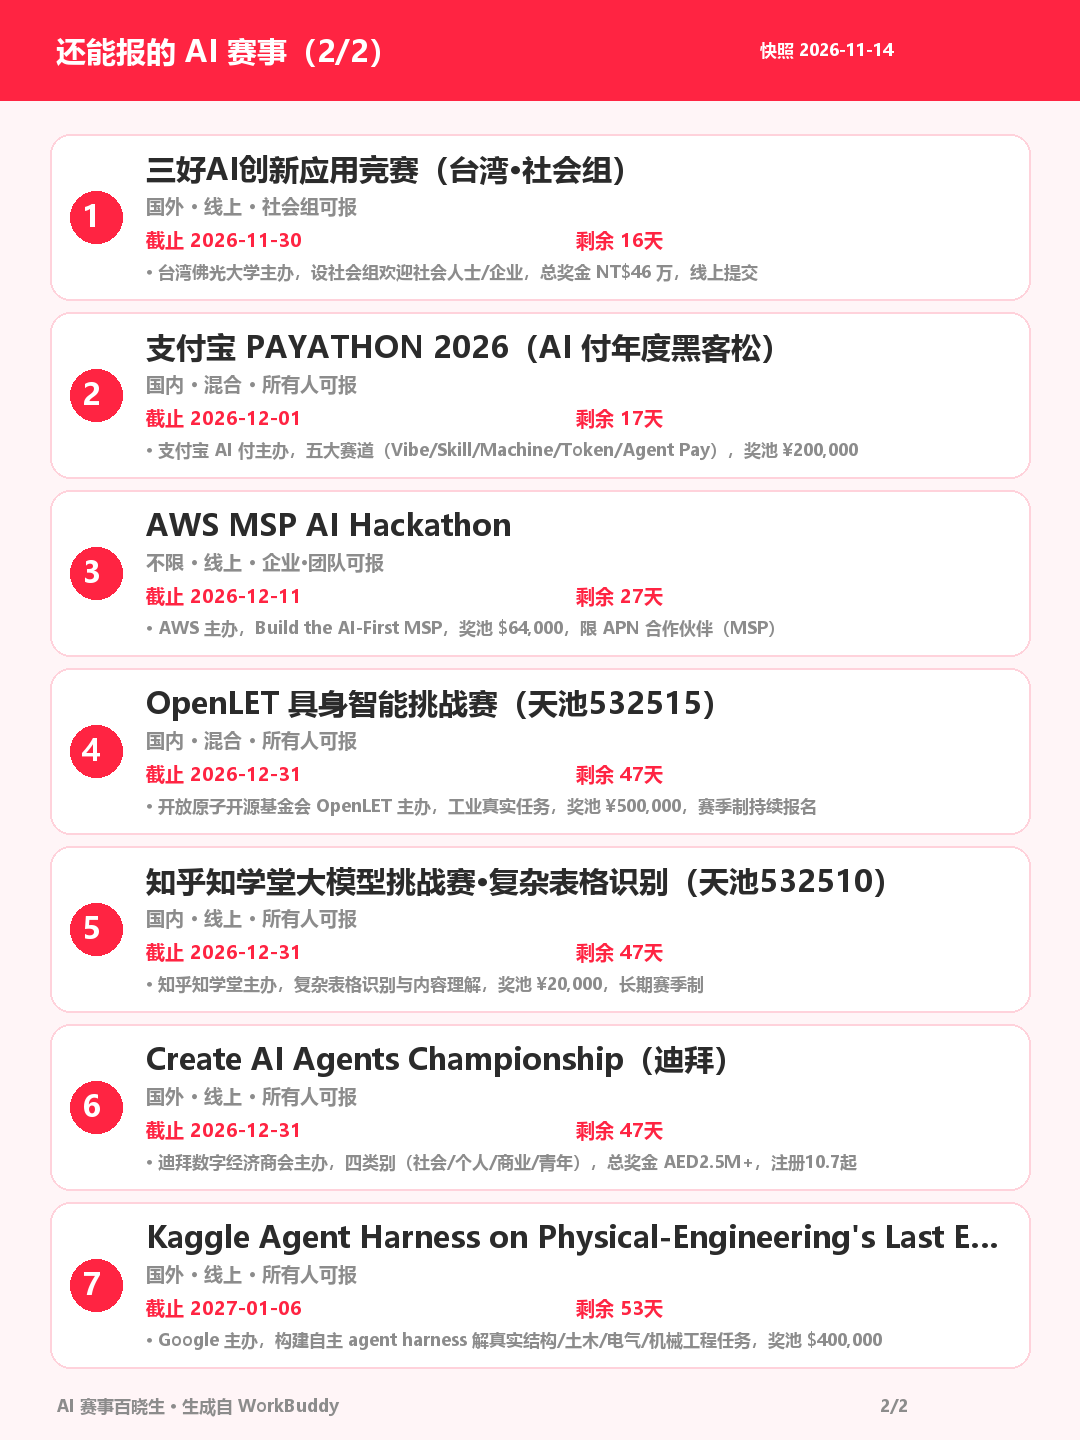 还能报的 AI 赛事（2/2）
快照 2026-11-14
1
三好AI创新应用竞赛（台湾•社会组）
国外・线上・社会组可报
截止 2026-11-30
剩余 16天
• 台湾佛光大学主办，设社会组欢迎社会人士/企业，总奖金 NT$46 万，线上提交
2
支付宝 PAYATHON 2026（AI 付年度黑客松）
国内・混合・所有人可报
截止 2026-12-01
剩余 17天
• 支付宝 AI 付主办，五大赛道（Vibe/Skill/Machine/Token/Agent Pay），奖池 ¥200,000
3
AWS MSP AI Hackathon
不限・线上・企业•团队可报
截止 2026-12-11
剩余 27天
• AWS 主办，Build the AI-First MSP，奖池 $64,000，限 APN 合作伙伴（MSP）
4
OpenLET 具身智能挑战赛（天池532515）
国内・混合・所有人可报
截止 2026-12-31
剩余 47天
• 开放原子开源基金会 OpenLET 主办，工业真实任务，奖池 ¥500,000，赛季制持续报名
5
知乎知学堂大模型挑战赛•复杂表格识别（天池532510）
国内・线上・所有人可报
截止 2026-12-31
剩余 47天
• 知乎知学堂主办，复杂表格识别与内容理解，奖池 ¥20,000，长期赛季制
6
Create AI Agents Championship（迪拜）
国外・线上・所有人可报
截止 2026-12-31
剩余 47天
• 迪拜数字经济商会主办，四类别（社会/个人/商业/青年），总奖金 AED2.5M+，注册10.7起
7
Kaggle Agent Harness on Physical-Engineering's Last E...
国外・线上・所有人可报
截止 2027-01-06
剩余 53天
• Google 主办，构建自主 agent harness 解真实结构/土木/电气/机械工程任务，奖池 $400,000
AI 赛事百晓生・生成自 WorkBuddy
2/2